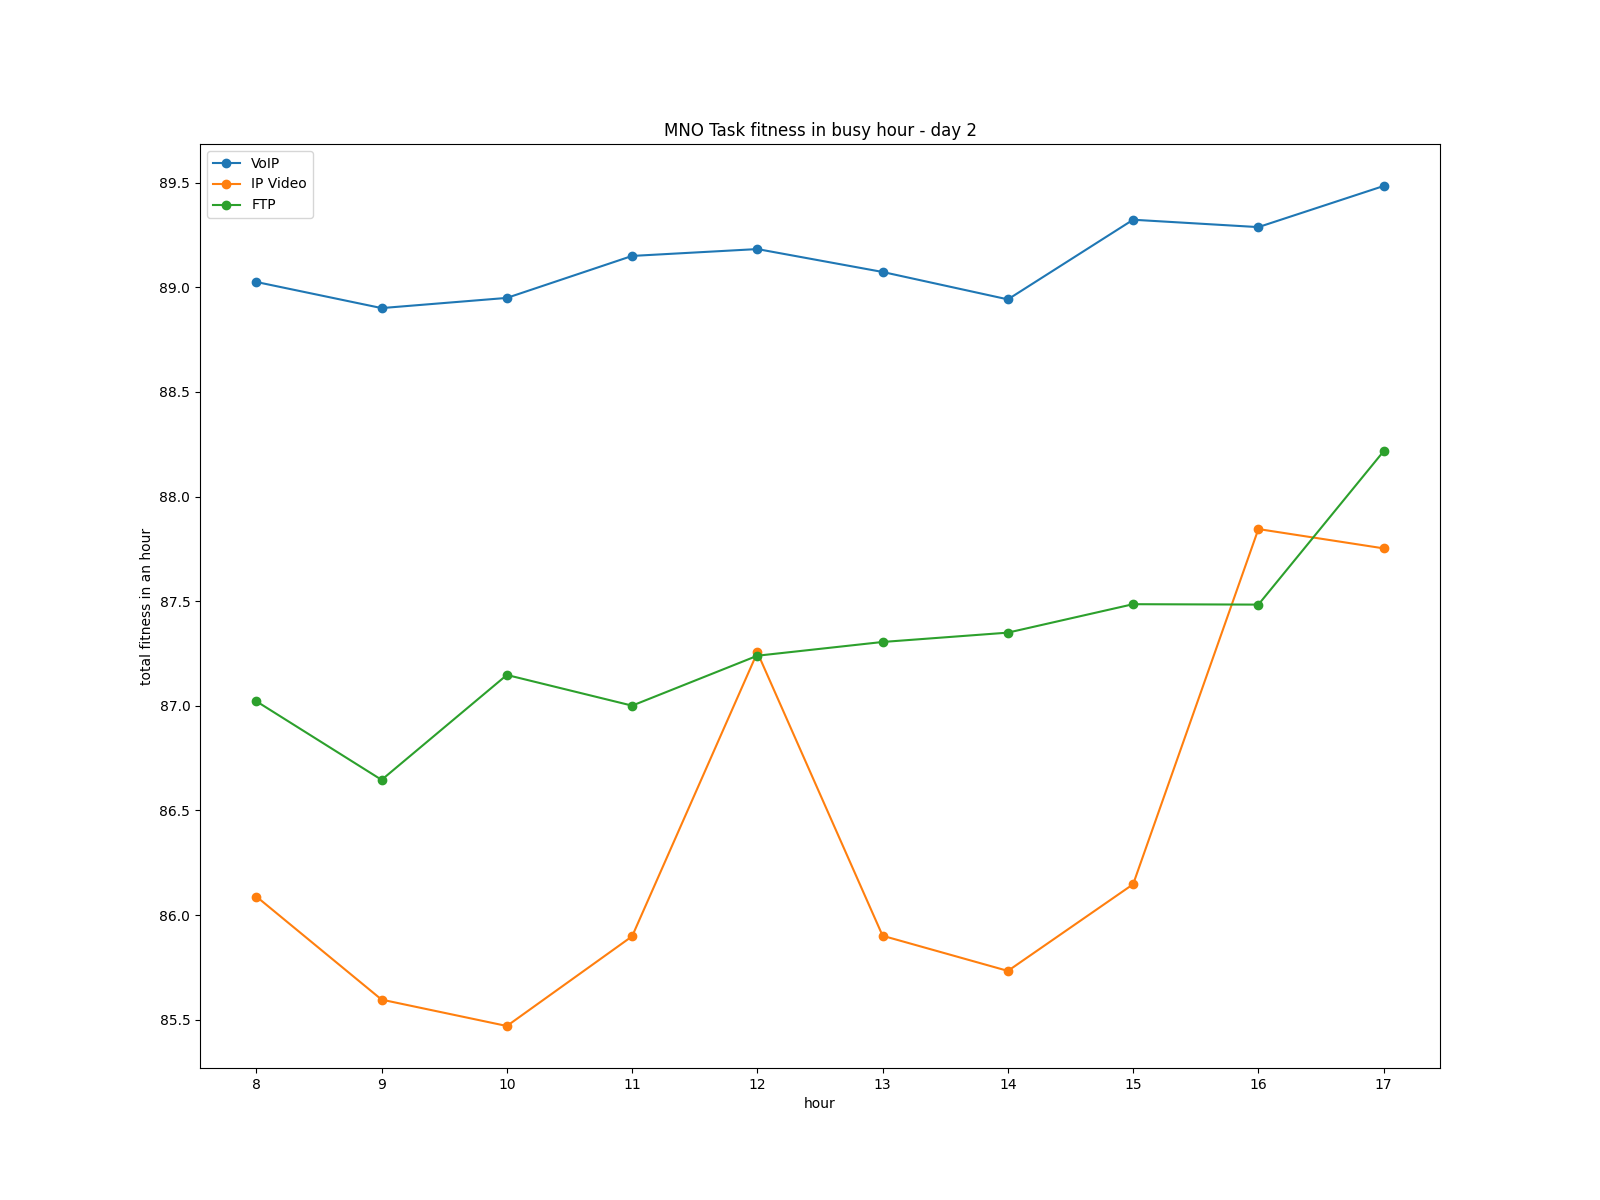 MNO Task fitness in busy hour - day 2
VoIP
IP Video
FTP
total fitness in an hour
89.5
89.0
88.5
88.0
87.5
87.0
86.5
86.0
85.5
8 9 10 11 12 13 14 15 16 17
hour